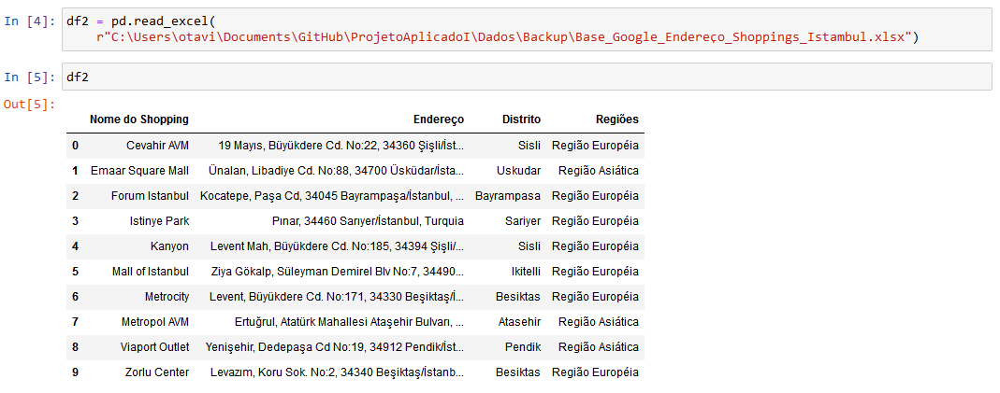 In [4]: df2 = pd.read_excel(
r"C:\Users\otavi\Documents\GitHub\ProjetoAplicadoI\Dados\Backup\Base_Google_Endereço_Shoppings_Istambul.xlsx")
In [5]: df2
Out[5]:
Nome do Shopping Endereço Distrito Regiões
0 Cevahir AVM 19 Mayıs, Büyükdere Cd. No:22, 34360 Şişli/İst... Sisli Região Européia
1 Emaar Square Mall Ünalan, Libadiye Cd. No:88, 34700 Üsküdar/İsta... Uskudar Região Asiática
2 Forum Istanbul Kocatepe, Paşa Cd, 34045 Bayrampaşa/İstanbul, ... Bayrampasa Região Européia
3 Istinye Park Pınar, 34460 Sarıyer/İstanbul, Turquia Sariyer Região Européia
4 Kanyon Levent Mah, Büyükdere Cd. No:185, 34394 Şişli/... Sisli Região Européia
5 Mall of Istanbul Ziya Gökalp, Süleyman Demirel Blv No:7, 34490... Ikitelli Região Européia
6 Metrocity Levent, Büyükdere Cd. No:171, 34330 Beşiktaş/İ... Besiktas Região Européia
7 Metropol AVM Ertuğrul, Atatürk Mahallesi Ataşehir Bulvarı, ... Atasehir Região Asiática
8 Viaport Outlet Yenişehir, Dedepaşa Cd No:19, 34912 Pendik/İst... Pendik Região Asiática
9 Zorlu Center Levazım, Koru Sok. No:2, 34340 Beşiktaş/İstanb... Besiktas Região Européia